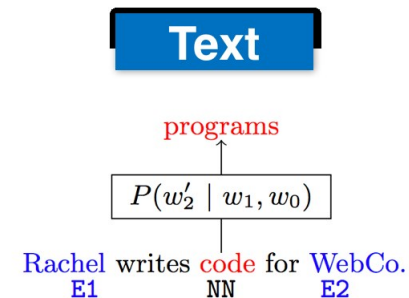 Text
programs
P(w′₂ | w₁, w₀)
Rachel writes code for WebCo.
E1 NN E2